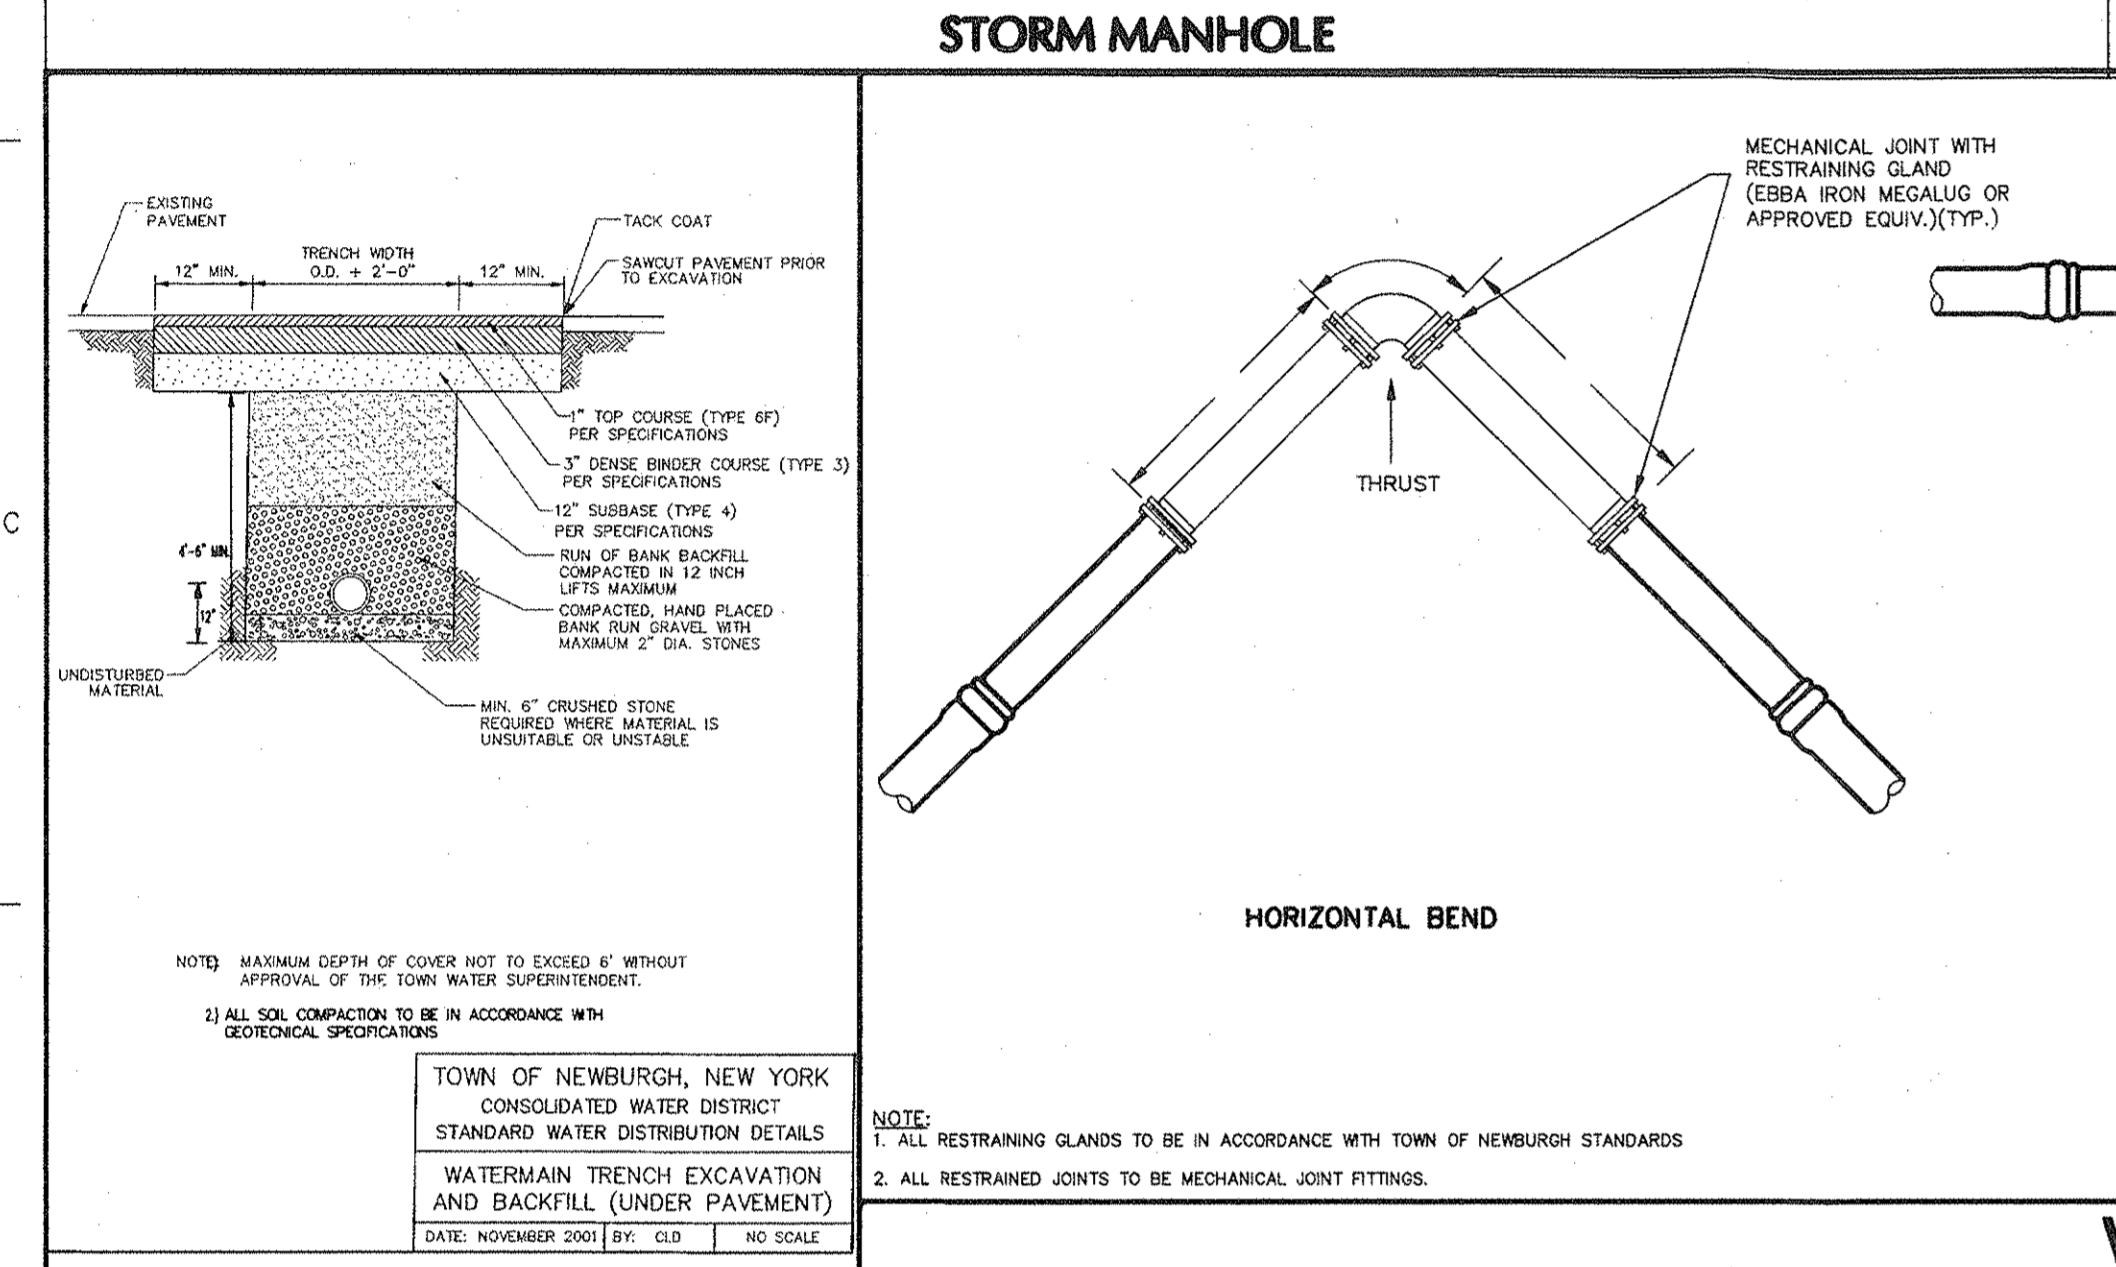 STORM MANHOLE
EXISTING
PAVEMENT
TACK COAT
TRENCH WIDTH
O.D. + 2'-0"
12" MIN.
12" MIN.
SAWCUT PAVEMENT PRIOR
TO EXCAVATION
1" TOP COURSE (TYPE 6F)
PER SPECIFICATIONS
3" DENSE BINDER COURSE (TYPE 3)
PER SPECIFICATIONS
12" SUBBASE (TYPE 4)
PER SPECIFICATIONS
4'-6" MIN.
RUN OF BANK BACKFILL
COMPACTED IN 12 INCH
LIFTS MAXIMUM
12"
COMPACTED, HAND PLACED
BANK RUN GRAVEL WITH
MAXIMUM 2" DIA. STONES
UNDISTURBED
MATERIAL
MIN. 6" CRUSHED STONE
REQUIRED WHERE MATERIAL IS
UNSUITABLE OR UNSTABLE
NOTE) MAXIMUM DEPTH OF COVER NOT TO EXCEED 6' WITHOUT
APPROVAL OF THE TOWN WATER SUPERINTENDENT.
2) ALL SOIL COMPACTION TO BE IN ACCORDANCE WITH
GEOTECNICAL SPECIFICATIONS
TOWN OF NEWBURGH, NEW YORK
CONSOLIDATED WATER DISTRICT
STANDARD WATER DISTRIBUTION DETAILS
WATERMAIN TRENCH EXCAVATION
AND BACKFILL (UNDER PAVEMENT)
DATE: NOVEMBER 2001 BY: CLD NO SCALE
MECHANICAL JOINT WITH
RESTRAINING GLAND
(EBBA IRON MEGALUG OR
APPROVED EQUIV.)(TYP.)
THRUST
HORIZONTAL BEND
NOTE:
1. ALL RESTRAINING GLANDS TO BE IN ACCORDANCE WITH TOWN OF NEWBURGH STANDARDS
2. ALL RESTRAINED JOINTS TO BE MECHANICAL JOINT FITTINGS.
C